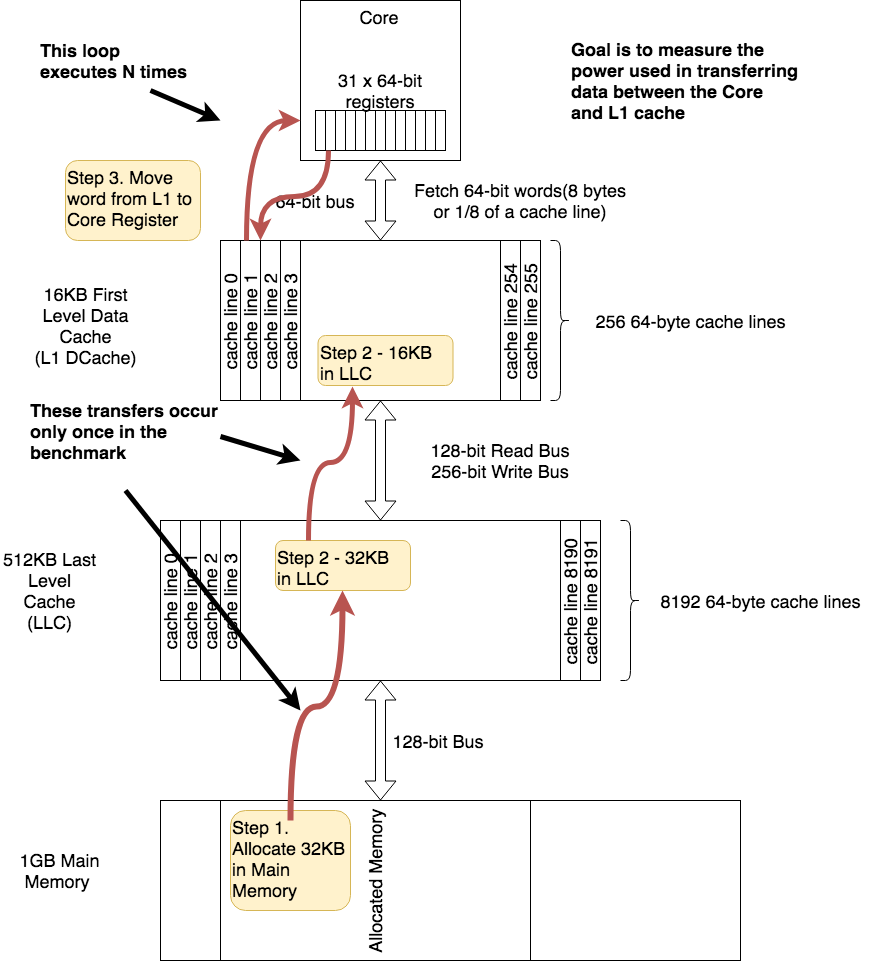 Core
This loop
executes N times
Goal is to measure the
power used in transferring
data between the Core
and L1 cache
31 x 64-bit
registers
Step 3. Move
word from L1 to
Core Register
64-bit bus
Fetch 64-bit words(8 bytes
or 1/8 of a cache line)
16KB First
Level Data
Cache
(L1 DCache)
cache line 0
cache line 1
cache line 2
cache line 3
cache line 254
cache line 255
256 64-byte cache lines
Step 2 - 16KB
in LLC
These transfers occur
only once in the
benchmark
128-bit Read Bus
256-bit Write Bus
512KB Last
Level
Cache
(LLC)
cache line 0
cache line 1
cache line 2
cache line 3
Step 2 - 32KB
in LLC
cache line 8190
cache line 8191
8192 64-byte cache lines
128-bit Bus
1GB Main
Memory
Step 1.
Allocate 32KB
in Main
Memory
Allocated Memory